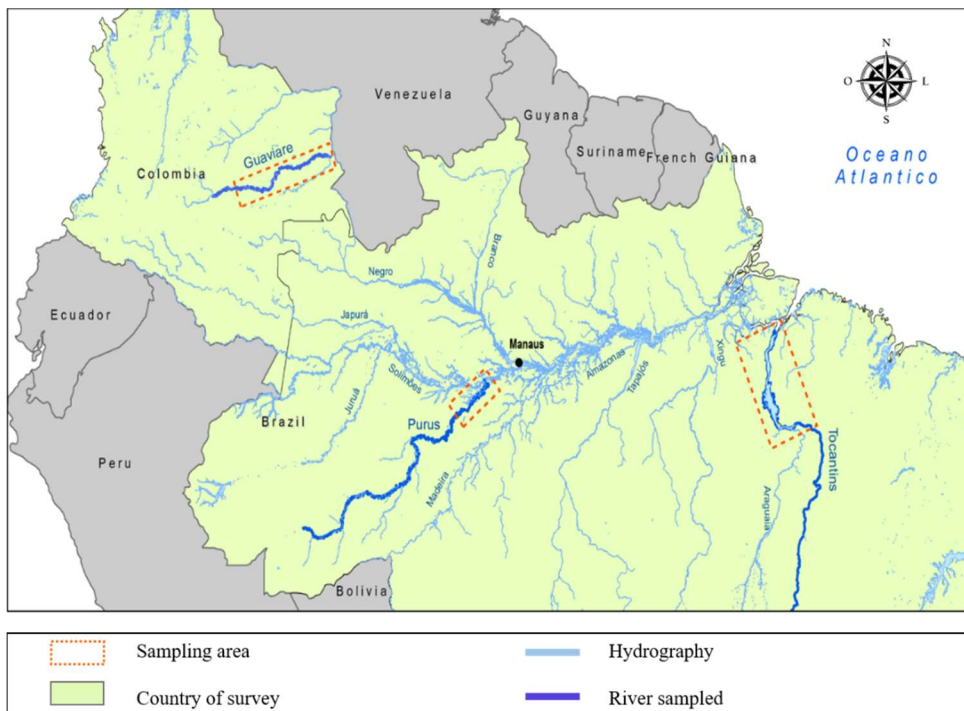 N
O
L
S
Venezuela
Guyana
Suriname
French Guiana
Oceano
Atlantico
Guaviare
Colombia
Branco
Negro
Ecuador
Japurá
Manaus
Amazonas
Xingu
Tapajós
Solimões
Juruá
Brazil
Purus
Peru
Madeira
Tocantins
Araguaia
Bolívia
Sampling area
Hydrography
Country of survey
River sampled